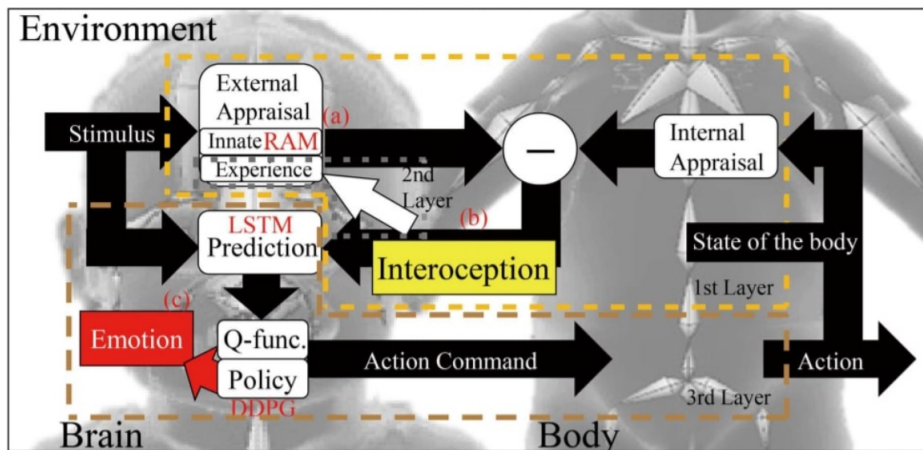 Environment
External
Appraisal
(a)
Stimulus
Innate RAM
Experience
−
Internal
Appraisal
2nd
Layer
(b)
LSTM
Prediction
Interoception
State of the body
1st Layer
(c)
Emotion
Q-func.
Policy
DDPG
Action Command
Action
3rd Layer
Brain
Body